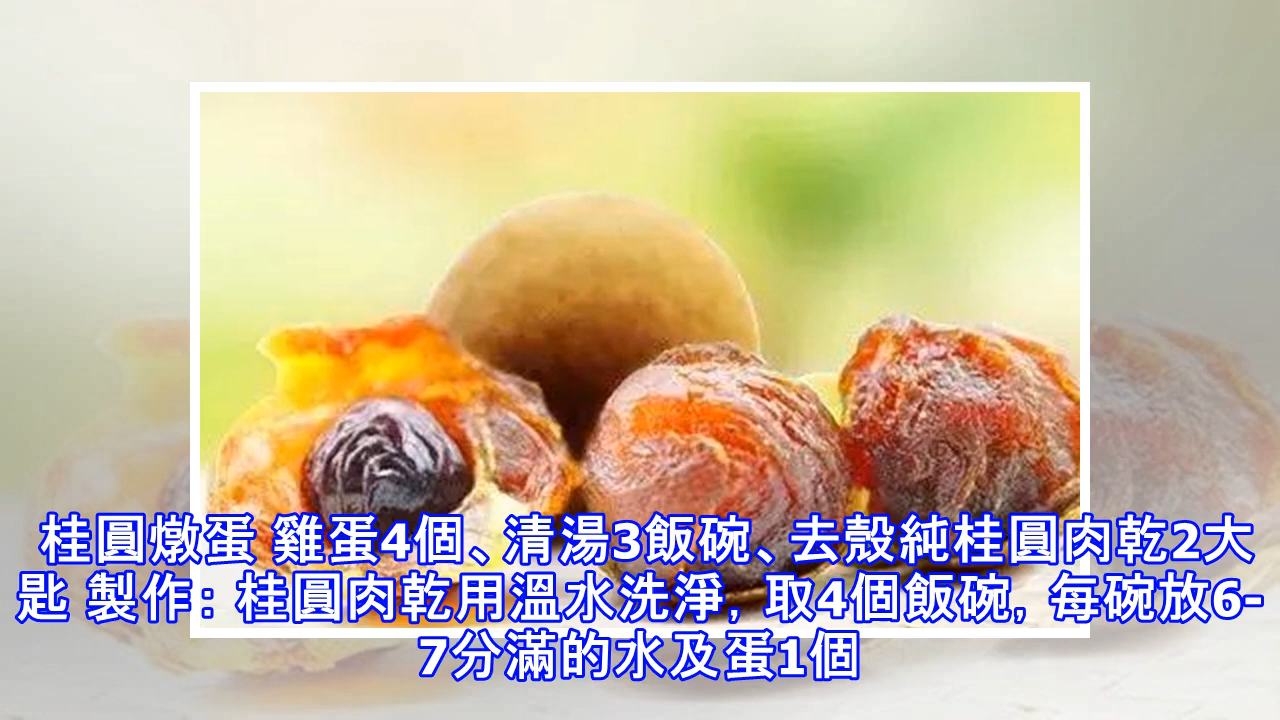 桂圓燉蛋 雞蛋4個、清湯3飯碗、去殼純桂圓肉乾2大
匙 製作: 桂圓肉乾用溫水洗淨, 取4個飯碗, 每碗放6-
7分滿的水及蛋1個